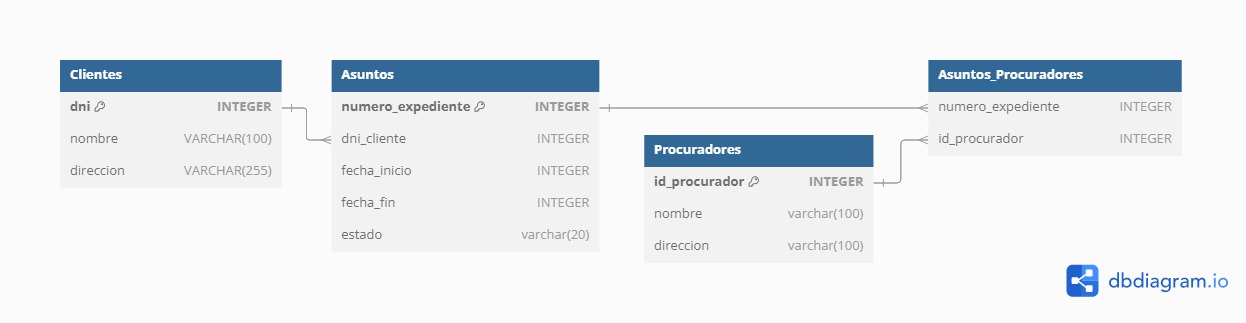 Clientes
dni INTEGER
nombre VARCHAR(100)
direccion VARCHAR(255)
Asuntos
numero_expediente INTEGER
dni_cliente INTEGER
fecha_inicio INTEGER
fecha_fin INTEGER
estado varchar(20)
Procuradores
id_procurador INTEGER
nombre varchar(100)
direccion varchar(100)
Asuntos_Procuradores
numero_expediente INTEGER
id_procurador INTEGER
dbdiagram.io